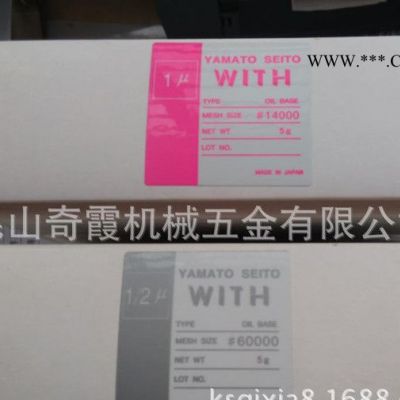 WWW.***.c
YAMATO SEITO
1μ
WITH
TYPE OIL BASE
MESH SIZE #14000
NET WT 5g
LOT NO.
MADE IN JAPAN
山奇霞机械五金有限公
YAMATO SEITO
1/2μ
WITH
TYPE OIL BASE
MESH SIZE #60000
NET WT 5g
LOT NO.
ksqixia8.1688.